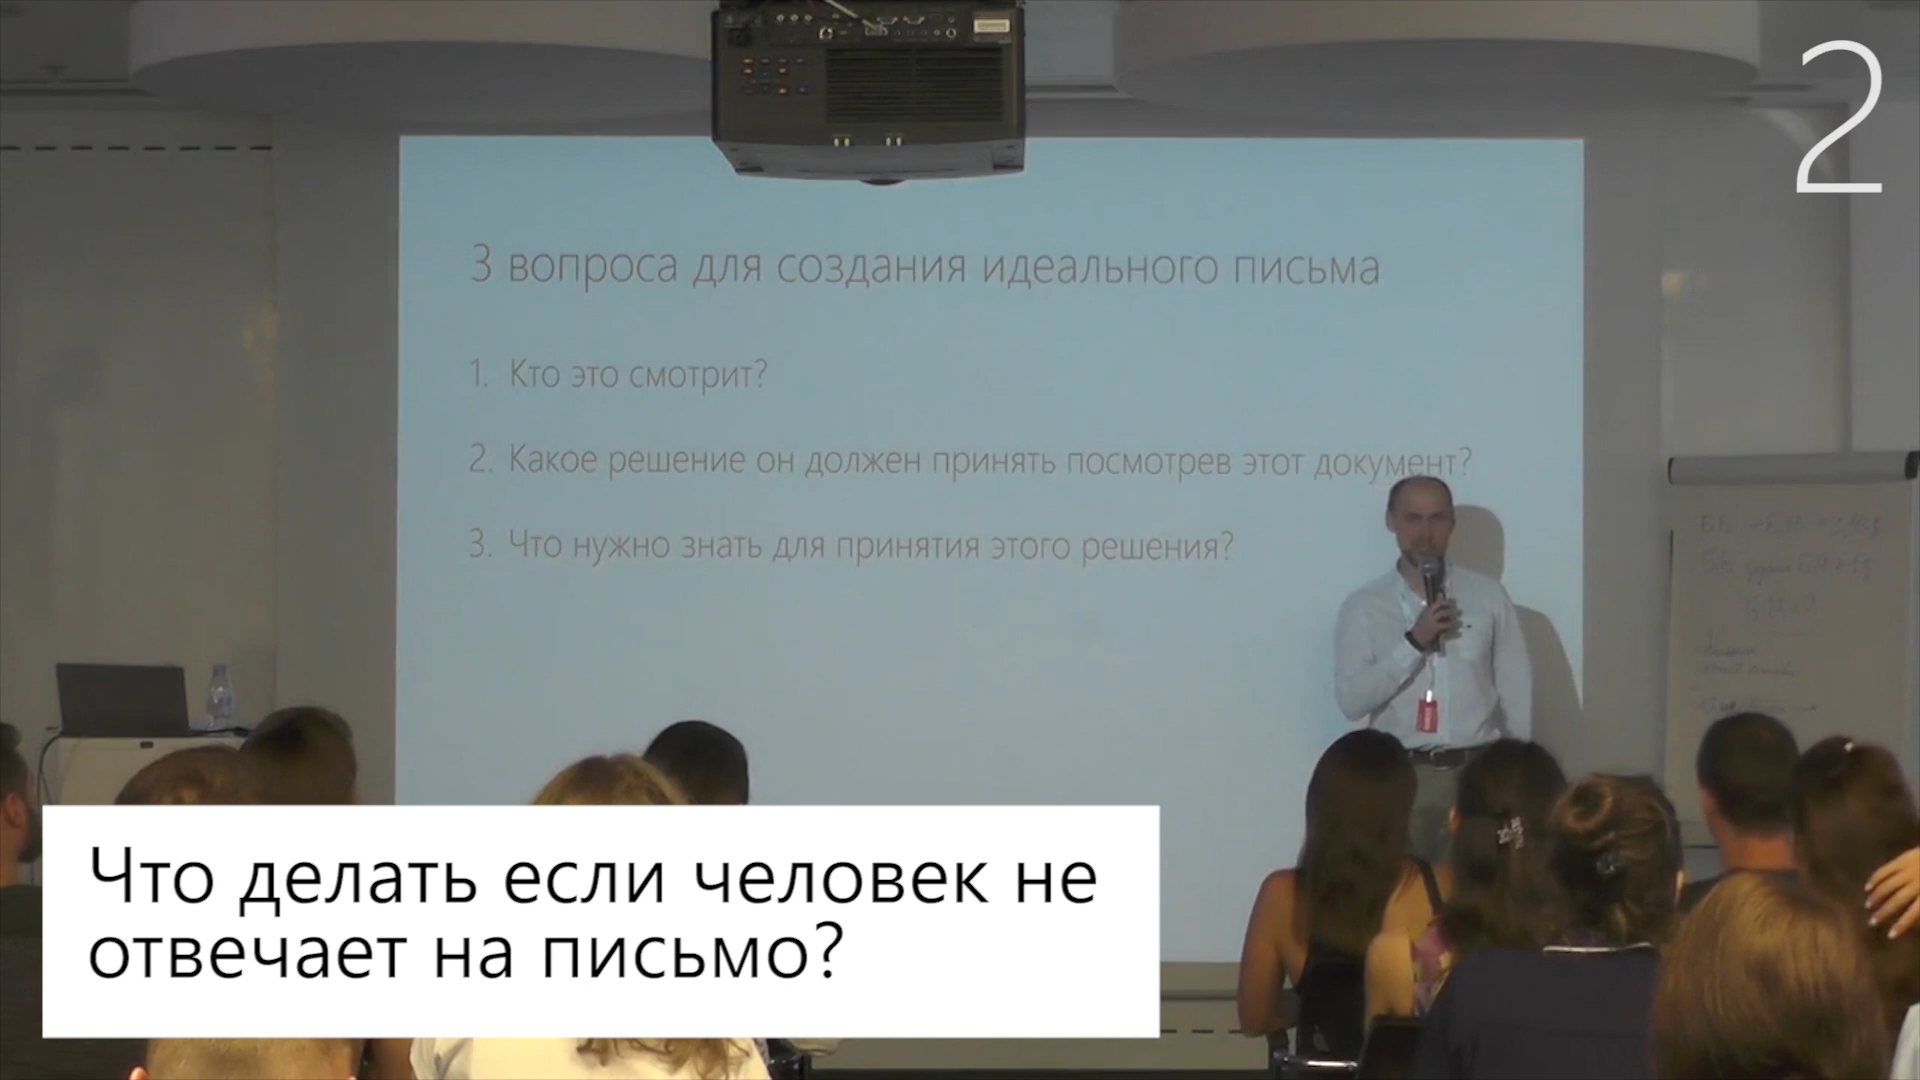 2
3 вопроса для создания идеального письма
1. Кто это смотрит?
2. Какое решение он должен принять посмотрев этот документ?
3. Что нужно знать для принятия этого решения?
Что делать если человек не
отвечает на письмо?